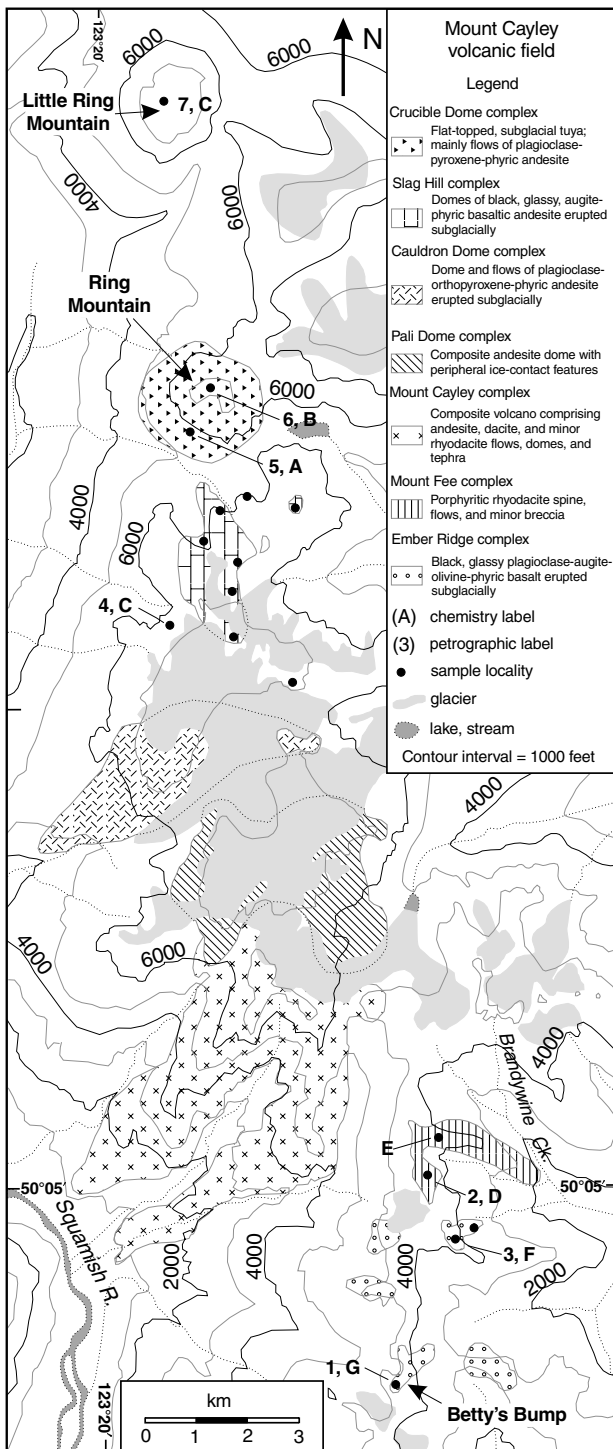 Mount Cayley
volcanic field
Legend
Crucible Dome complex
Flat-topped, subglacial tuya;
mainly flows of plagioclase-
pyroxene-phyric andesite
Slag Hill complex
Domes of black, glassy, augite-
phyric basaltic andesite erupted
subglacially
Cauldron Dome complex
Dome and flows of plagioclase-
orthopyroxene-phyric andesite
erupted subglacially
Pali Dome complex
Composite andesite dome with
peripheral ice-contact features
Mount Cayley complex
Composite volcano comprising
andesite, dacite, and minor
rhyodacite flows, domes, and
tephra
Mount Fee complex
Porphyritic rhyodacite spine,
flows, and minor breccia
Ember Ridge complex
Black, glassy plagioclase-augite-
olivine-phyric basalt erupted
subglacially
(A) chemistry label
(3) petrographic label
sample locality
glacier
lake, stream
Contour interval = 1000 feet
123°20'
6000
6000
N
Little Ring
Mountain
7, C
4000
6000
Ring
Mountain
6000
6, B
5, A
4000
6000
4, C
4000
4000
6000
Brandywine Ck.
4000
E
50°05'
50°05'
2, D
Squamish R.
3, F
2000
4000
4000
2000
1, G
Betty's Bump
123°20'
km
0 1 2 3